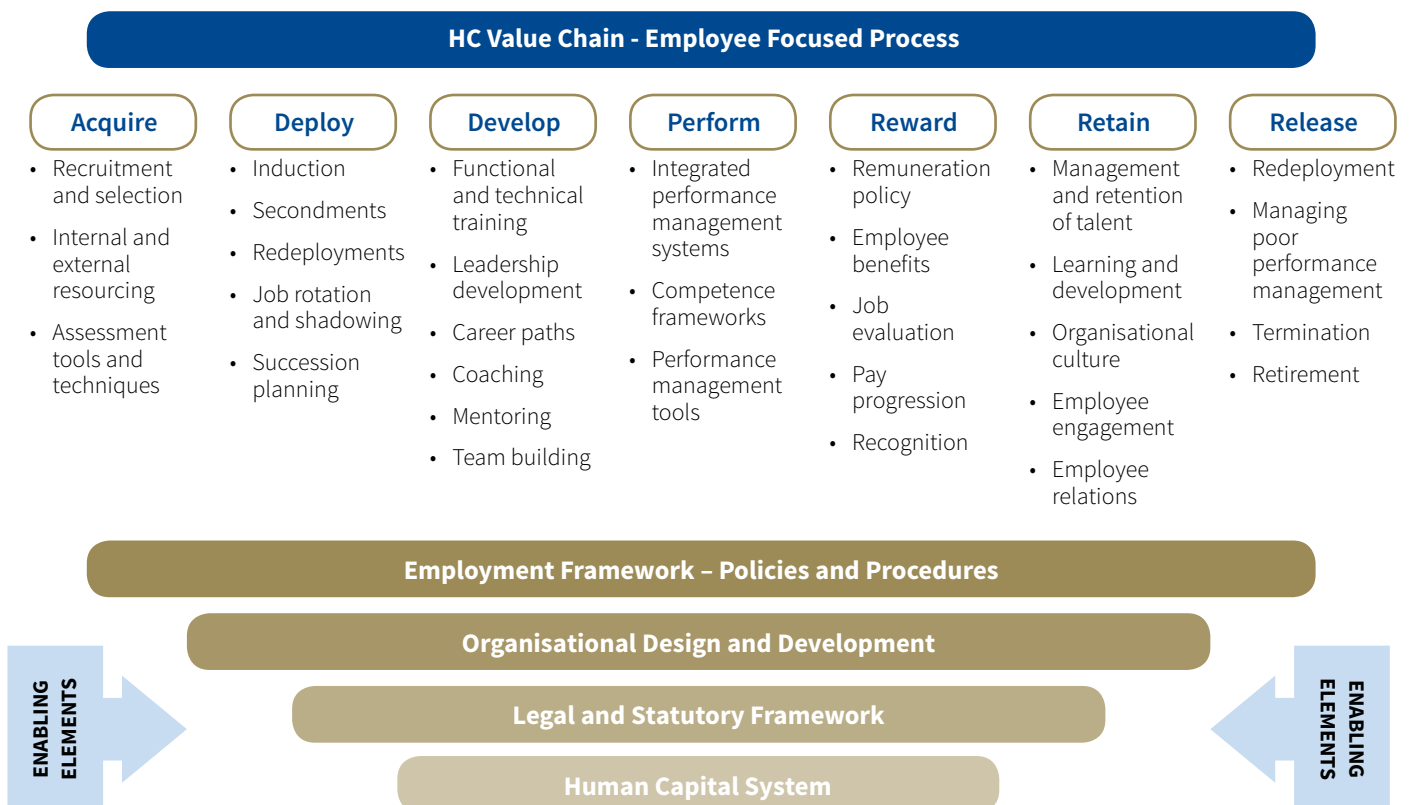 HC Value Chain - Employee Focused Process
Acquire
• Recruitment
and selection
• Internal and
external
resourcing
• Assessment
tools and
techniques
Deploy
• Induction
• Secondments
• Redeployments
• Job rotation
and shadowing
• Succession
planning
Develop
• Functional
and technical
training
• Leadership
development
• Career paths
• Coaching
• Mentoring
• Team building
Perform
• Integrated
performance
management
systems
• Competence
frameworks
• Performance
management
tools
Reward
• Remuneration
policy
• Employee
benefits
• Job
evaluation
• Pay
progression
• Recognition
Retain
• Management
and retention
of talent
• Learning and
development
• Organisational
culture
• Employee
engagement
• Employee
relations
Release
• Redeployment
• Managing
poor
performance
management
• Termination
• Retirement
Employment Framework – Policies and Procedures
Organisational Design and Development
Legal and Statutory Framework
Human Capital System
ENABLING
ELEMENTS
ENABLING
ELEMENTS